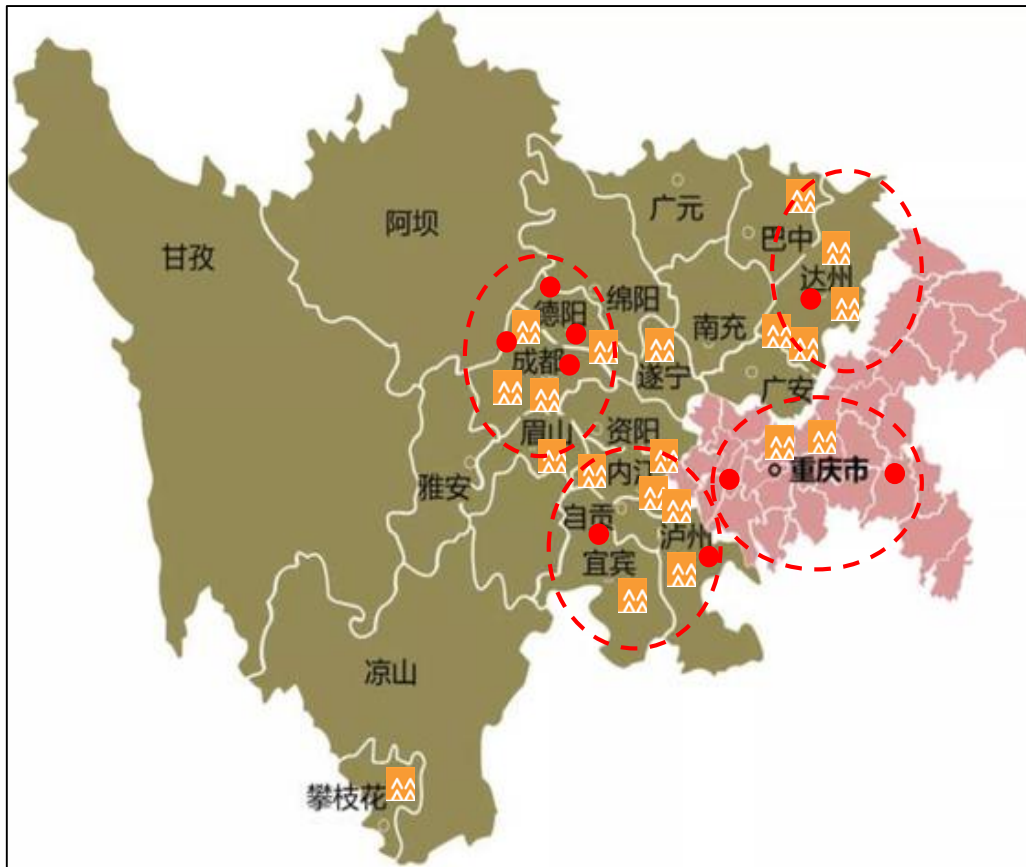 广元
阿坝
巴中
甘孜
达州
绵阳
德阳
南充
成都
遂宁
广安
眉山
资阳
内江
重庆市
雅安
自贡
泸州
宜宾
凉山
攀枝花